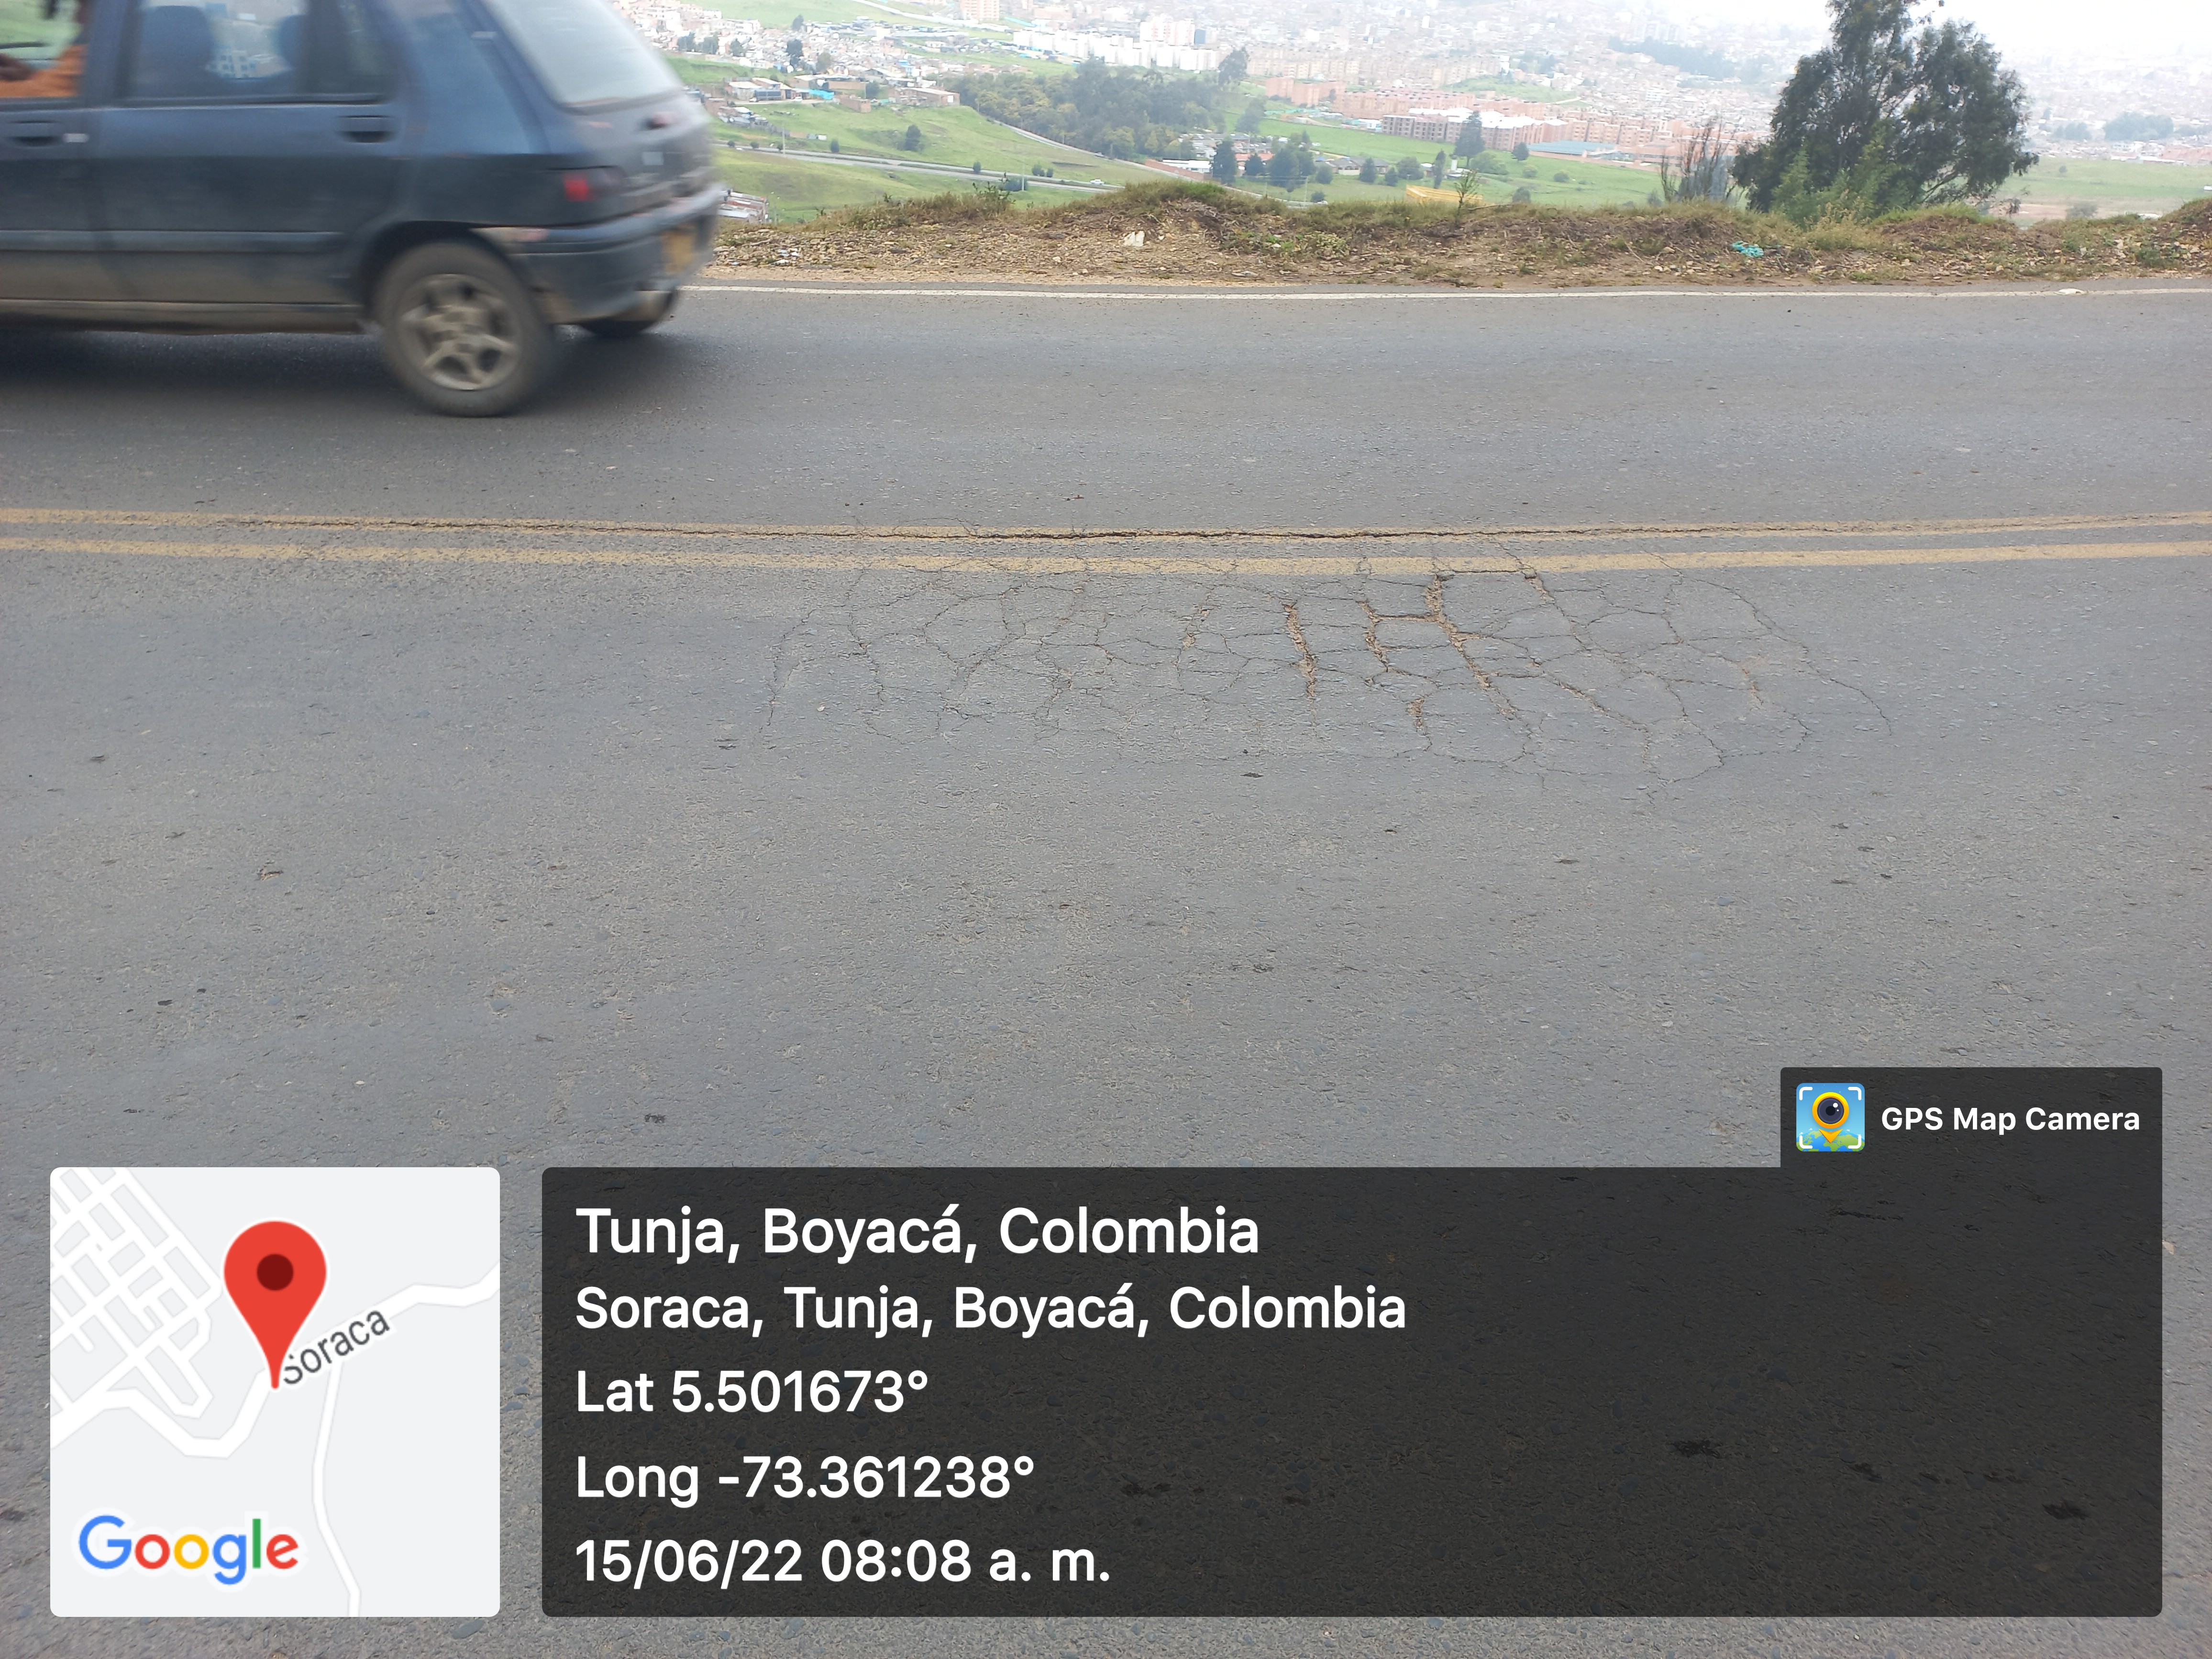 GPS Map Camera
Tunja, Boyacá, Colombia
Soraca, Tunja, Boyacá, Colombia
Lat 5.501673°
Long -73.361238°
15/06/22 08:08 a. m.
Soraca
Google